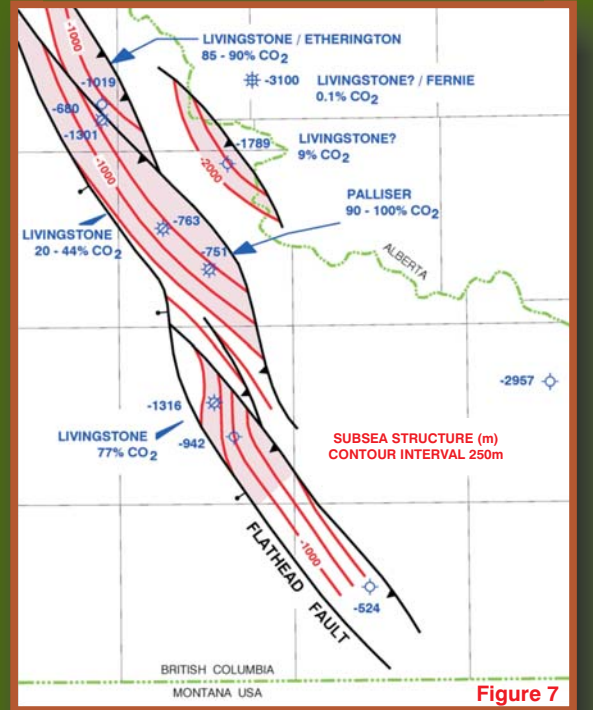 -1000
LIVINGSTONE / ETHERINGTON
85 - 90% CO2
-1019
-3100 LIVINGSTONE? / FERNIE
0.1% CO2
-680
-1301
-1789
LIVINGSTONE?
9% CO2
-1000
-2000
PALLISER
90 - 100% CO2
-763
LIVINGSTONE
20 - 44% CO2
-751
ALBERTA
-2957
-1316
LIVINGSTONE
77% CO2
-942
SUBSEA STRUCTURE (m)
CONTOUR INTERVAL 250m
-1000
FLATHEAD FAULT
-524
BRITISH COLUMBIA
MONTANA USA
Figure 7